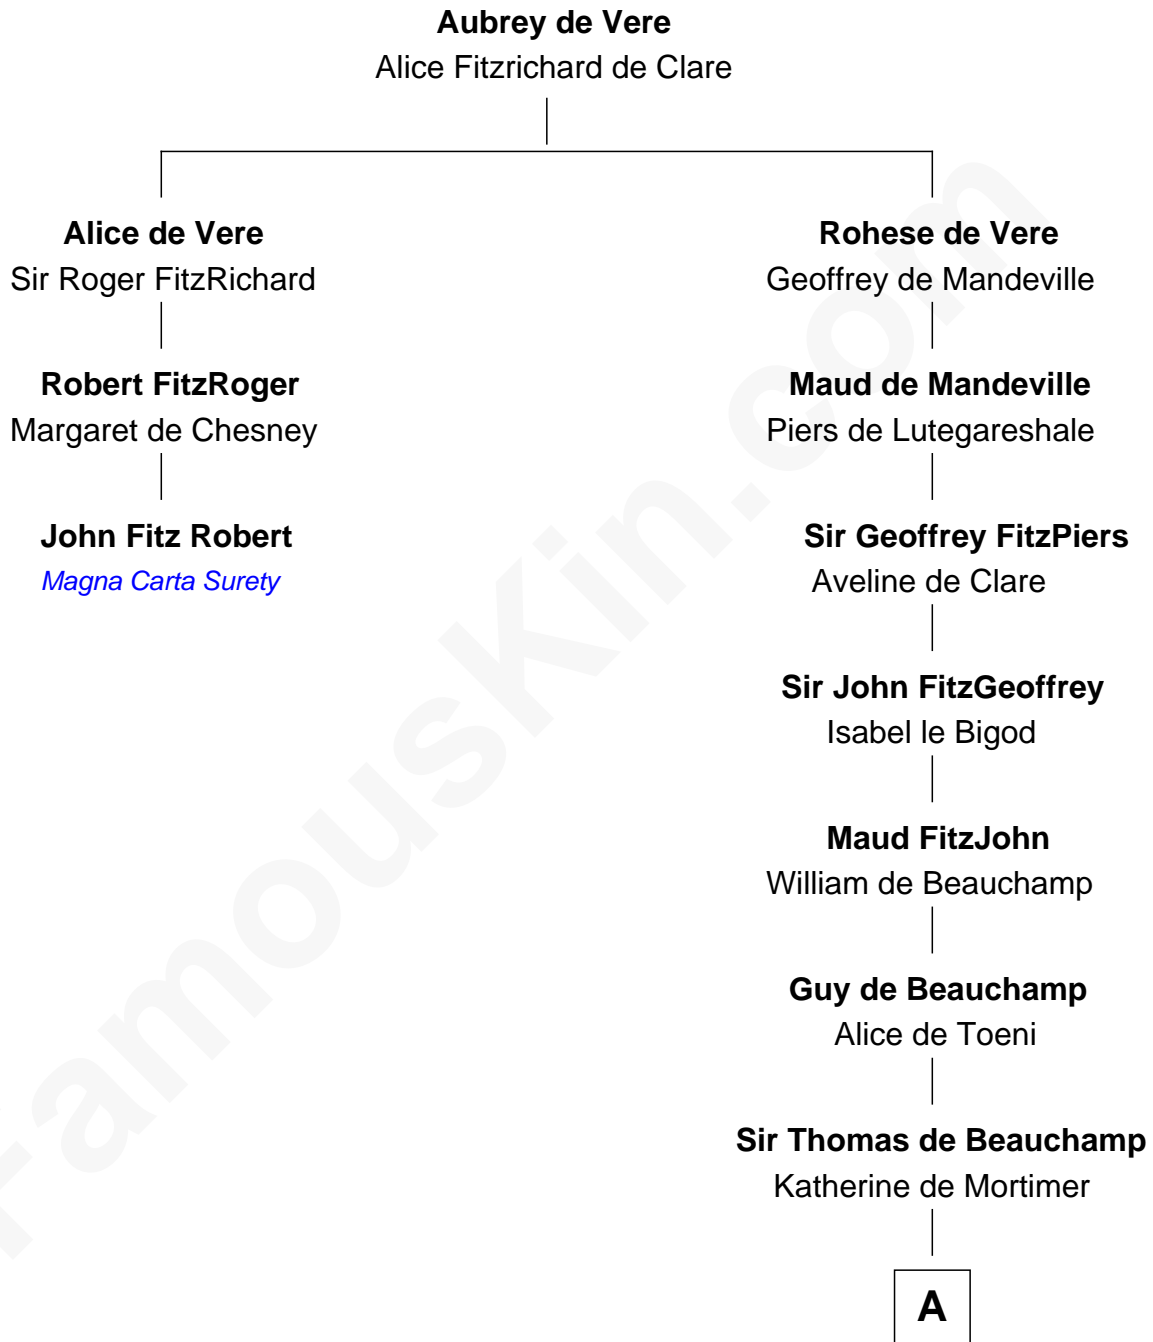 Aubrey de Vere
Alice Fitzrichard de Clare
Alice de Vere
Sir Roger FitzRichard
Rohese de Vere
Geoffrey de Mandeville
Robert FitzRoger
Margaret de Chesney
Maud de Mandeville
Piers de Lutegareshale
John Fitz Robert
Magna Carta Surety
Sir Geoffrey FitzPiers
Aveline de Clare
Sir John FitzGeoffrey
Isabel le Bigod
Maud FitzJohn
William de Beauchamp
Guy de Beauchamp
Alice de Toeni
Sir Thomas de Beauchamp
Katherine de Mortimer
A
FamousKin.com